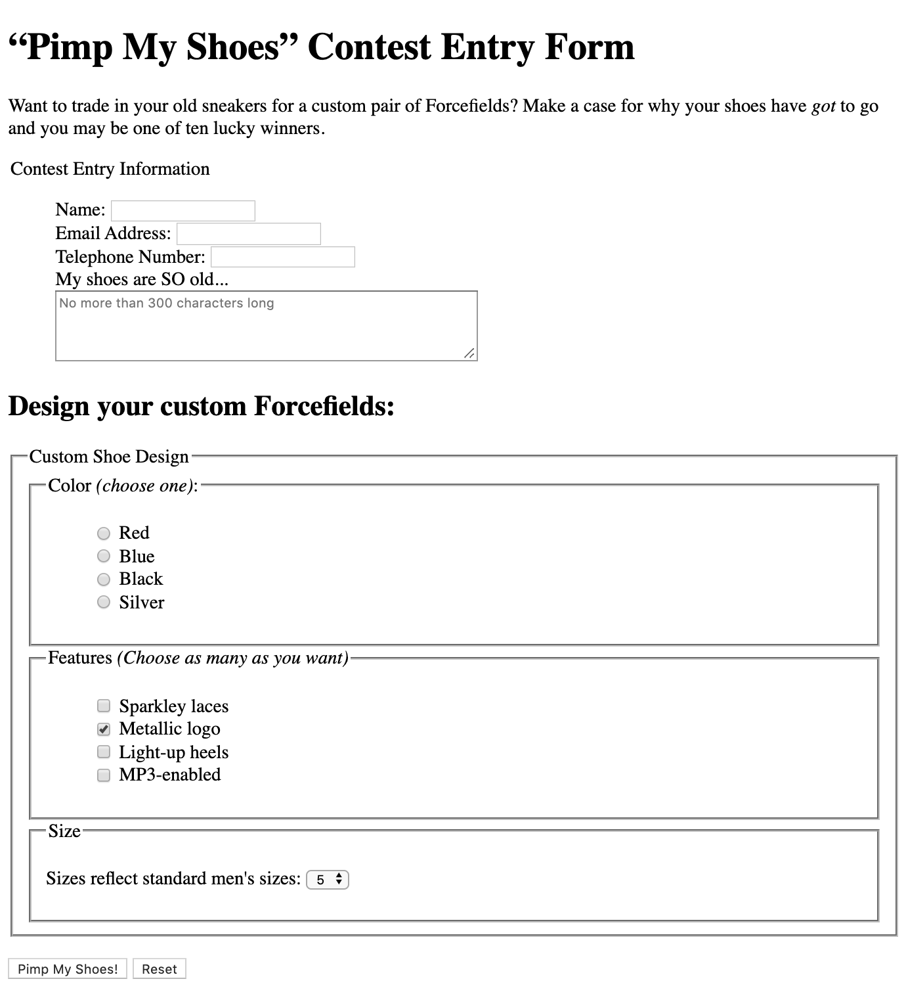 “Pimp My Shoes” Contest Entry Form
Want to trade in your old sneakers for a custom pair of Forcefields? Make a case for why your shoes have got to go
and you may be one of ten lucky winners.
Contest Entry Information
Name:
Email Address:
Telephone Number:
My shoes are SO old...
No more than 300 characters long
Design your custom Forcefields:
Custom Shoe Design
Color (choose one):
Red
Blue
Black
Silver
Features (Choose as many as you want)
Sparkley laces
Metallic logo
Light-up heels
MP3-enabled
Size
Sizes reflect standard men's sizes: 5
Pimp My Shoes! Reset